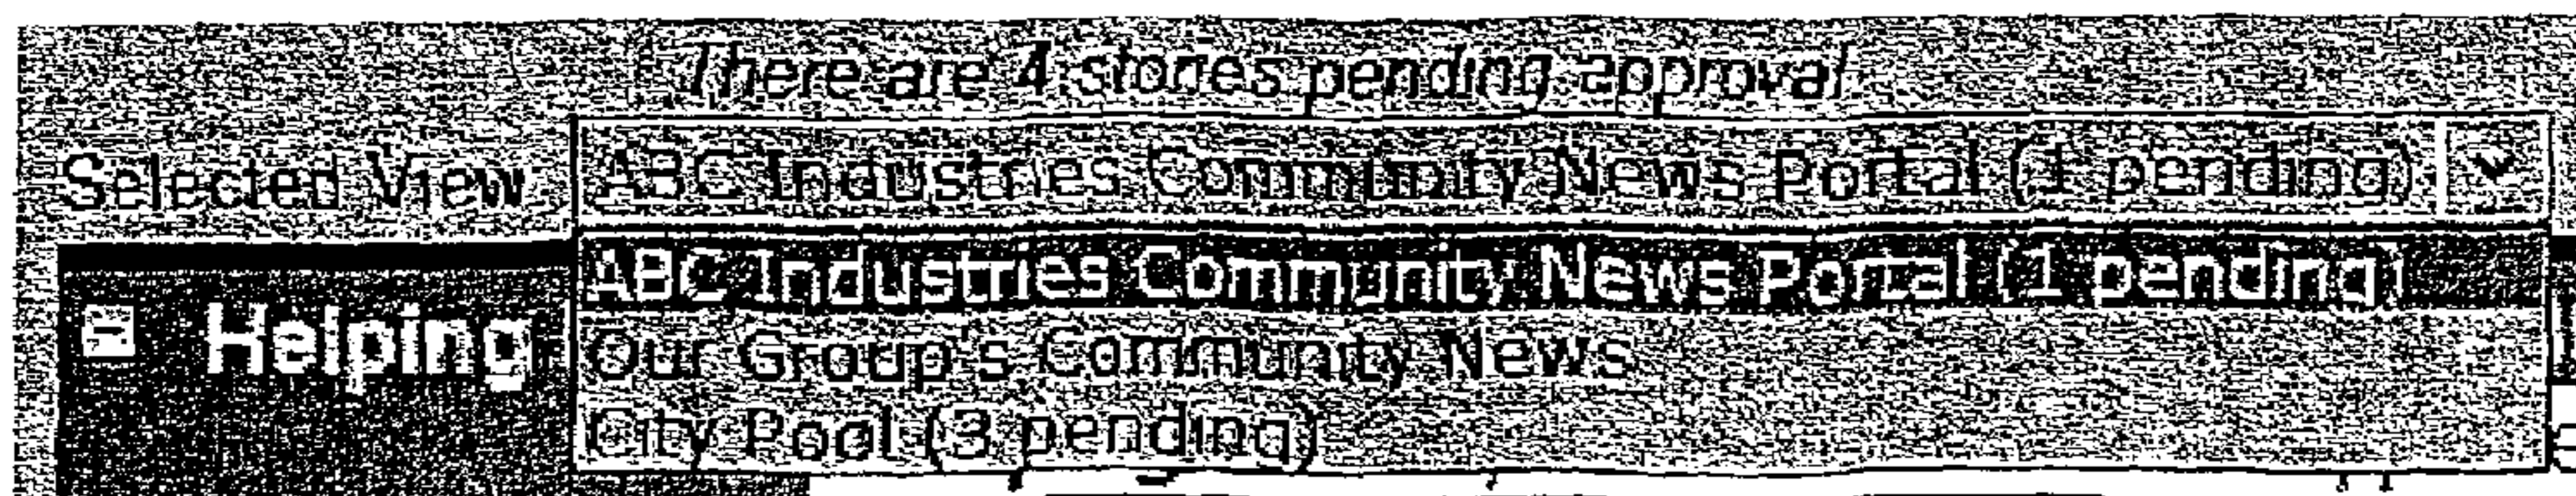 There are 4 stories pending approval
Selected View ABC Industries Community News Portal (1 pending)
ABC Industries Community News Portal (1 pending)
Helping Our Group's Community News
City Pool (3 pending)